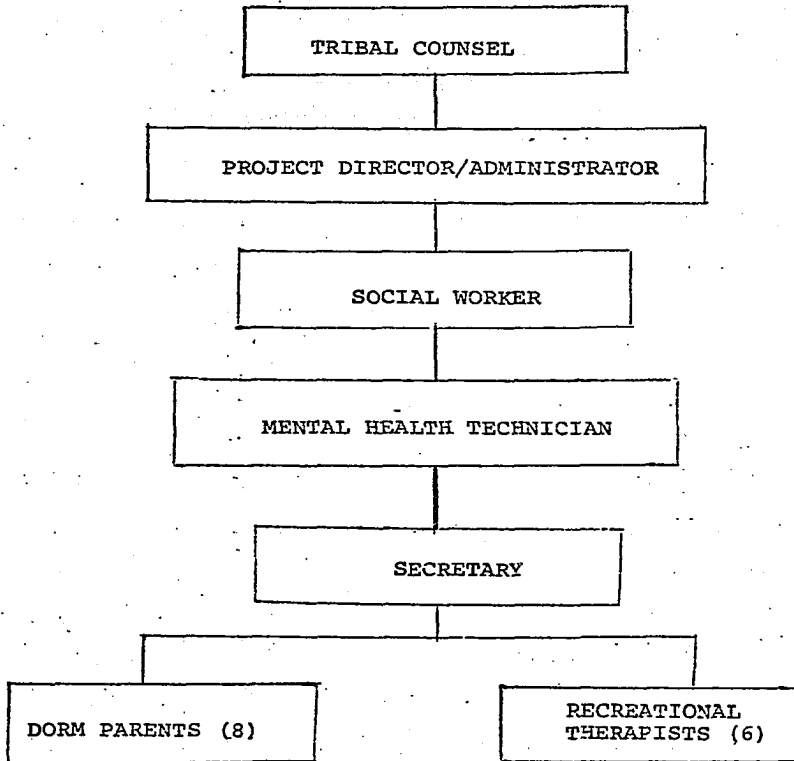 TRIBAL COUNSEL
PROJECT DIRECTOR/ADMINISTRATOR
SOCIAL WORKER
MENTAL HEALTH TECHNICIAN
SECRETARY
DORM PARENTS (8)
RECREATIONAL
THERAPISTS (6)